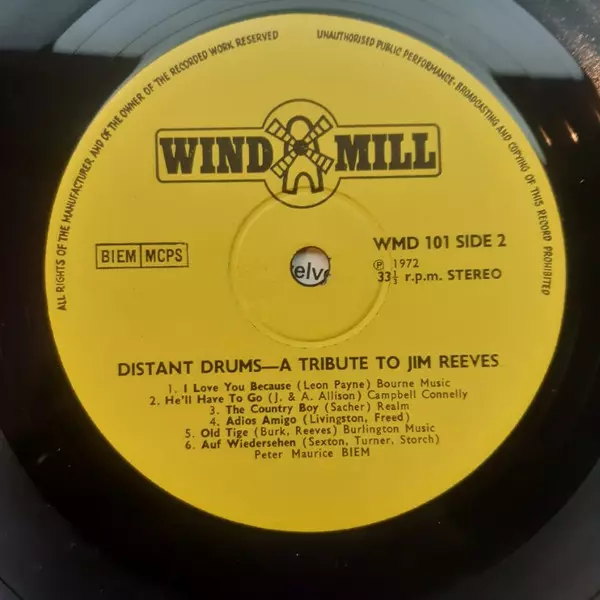 ALL RIGHTS OF THE MANUFACTURER AND OF THE OWNER OF THE RECORDED WORK RESERVED
UNAUTHORISED PUBLIC PERFORMANCE · BROADCASTING AND COPYING OF THIS RECORD PROHIBITED
WIND MILL
BIEM MCPS
WMD 101 SIDE 2
℗ 1972
33⅓ r.p.m. STEREO
DISTANT DRUMS—A TRIBUTE TO JIM REEVES
1. I Love You Because (Leon Payne) Bourne Music
2. He'll Have To Go (J. & A. Allison) Campbell Connelly
3. The Country Boy (Sacher) Realm
4. Adios Amigo (Livingston, Freed)
5. Old Tige (Burk, Reeves) Burlington Music
6. Auf Wiedersehen (Sexton, Turner, Storch)
Peter Maurice BIEM